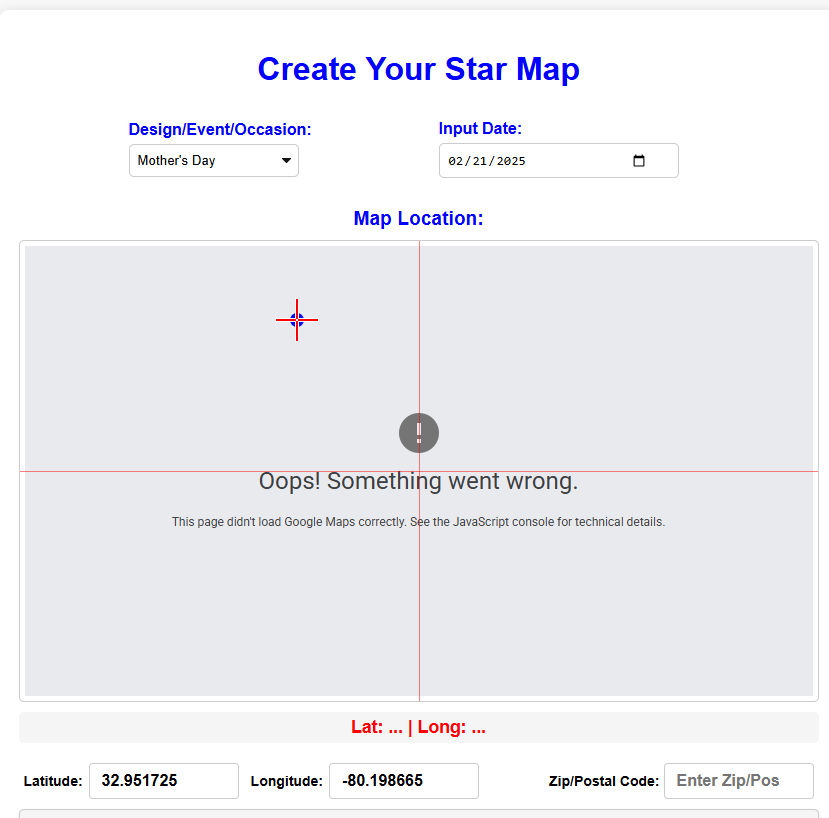 Create Your Star Map
Design/Event/Occasion: Input Date:
Mother's Day 02/21/2025
Map Location:
!
Oops! Something went wrong.
This page didn't load Google Maps correctly. See the JavaScript console for technical details.
Lat: ... | Long: ...
Latitude: 32.951725 Longitude: -80.198665 Zip/Postal Code: Enter Zip/Pos